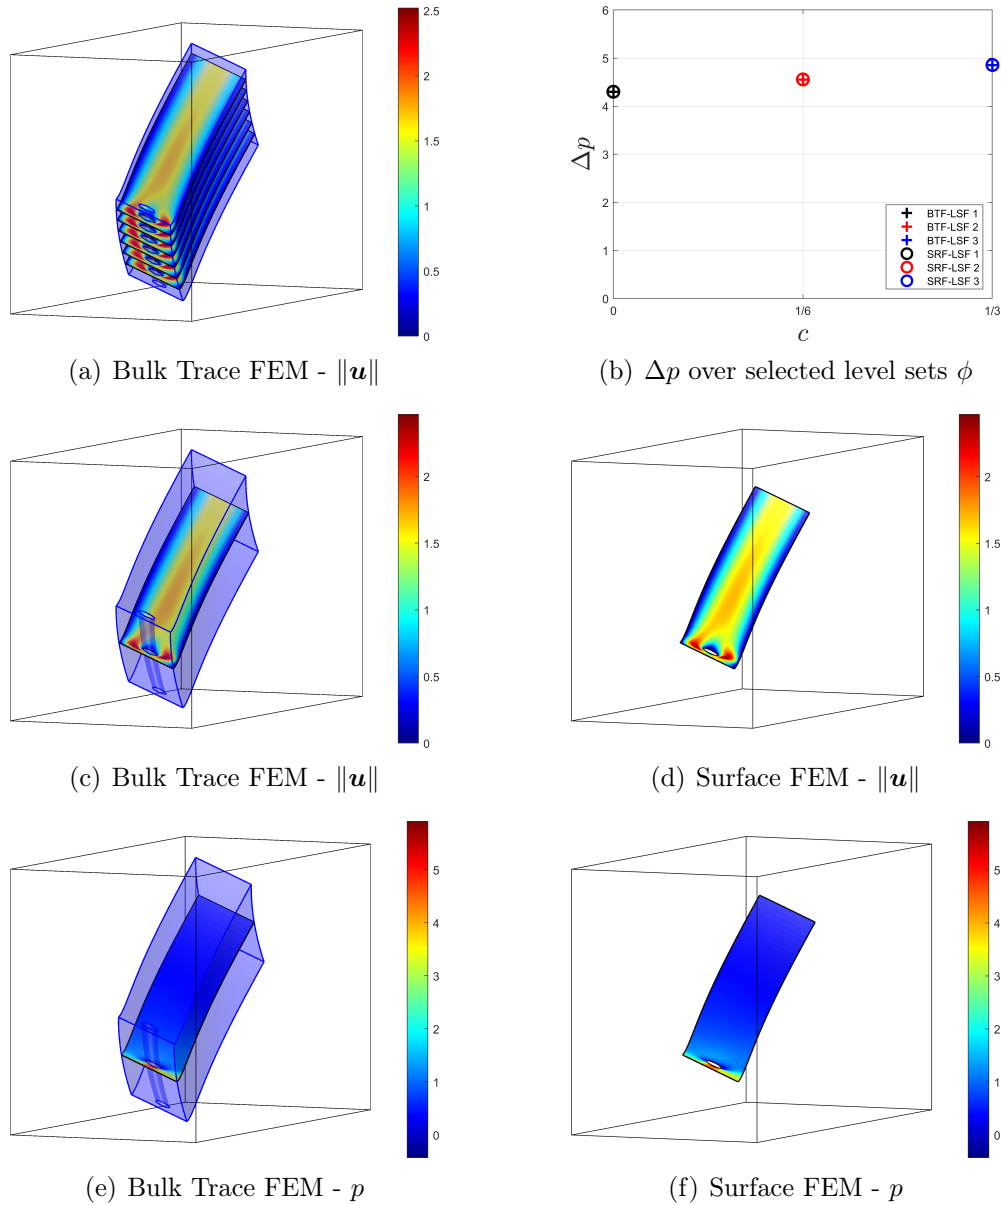 2.5
2
1.5
1
0.5
0
6
5
4
3
2
1
0
Δp
0
1/6
1/3
c
BTF-LSF 1
BTF-LSF 2
BTF-LSF 3
SRF-LSF 1
SRF-LSF 2
SRF-LSF 3
(a) Bulk Trace FEM - ‖u‖
(b) Δp over selected level sets ϕ
2
1.5
1
0.5
0
2
1.5
1
0.5
0
(c) Bulk Trace FEM - ‖u‖
(d) Surface FEM - ‖u‖
5
4
3
2
1
0
5
4
3
2
1
0
(e) Bulk Trace FEM - p
(f) Surface FEM - p